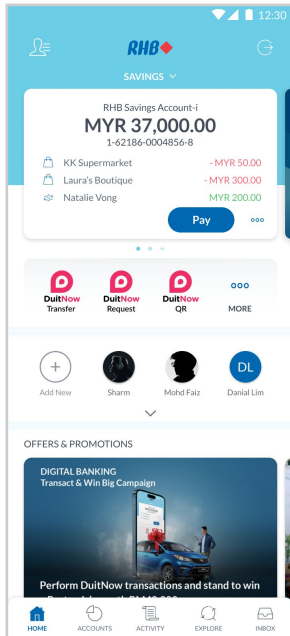 12:30
RHB
SAVINGS
RHB Savings Account-i
MYR 37,000.00
1-62186-0004856-8
KK Supermarket - MYR 50.00
Laura's Boutique - MYR 300.00
Natalie Vong MYR 200.00
Pay
DuitNow Transfer
DuitNow Request
DuitNow QR
MORE
Add New
Sharm
Mohd Faiz
DL
Danial Lim
OFFERS & PROMOTIONS
DIGITAL BANKING
Transact & Win Big Campaign
Perform DuitNow transactions and stand to win
HOME
ACCOUNTS
ACTIVITY
EXPLORE
INBOX